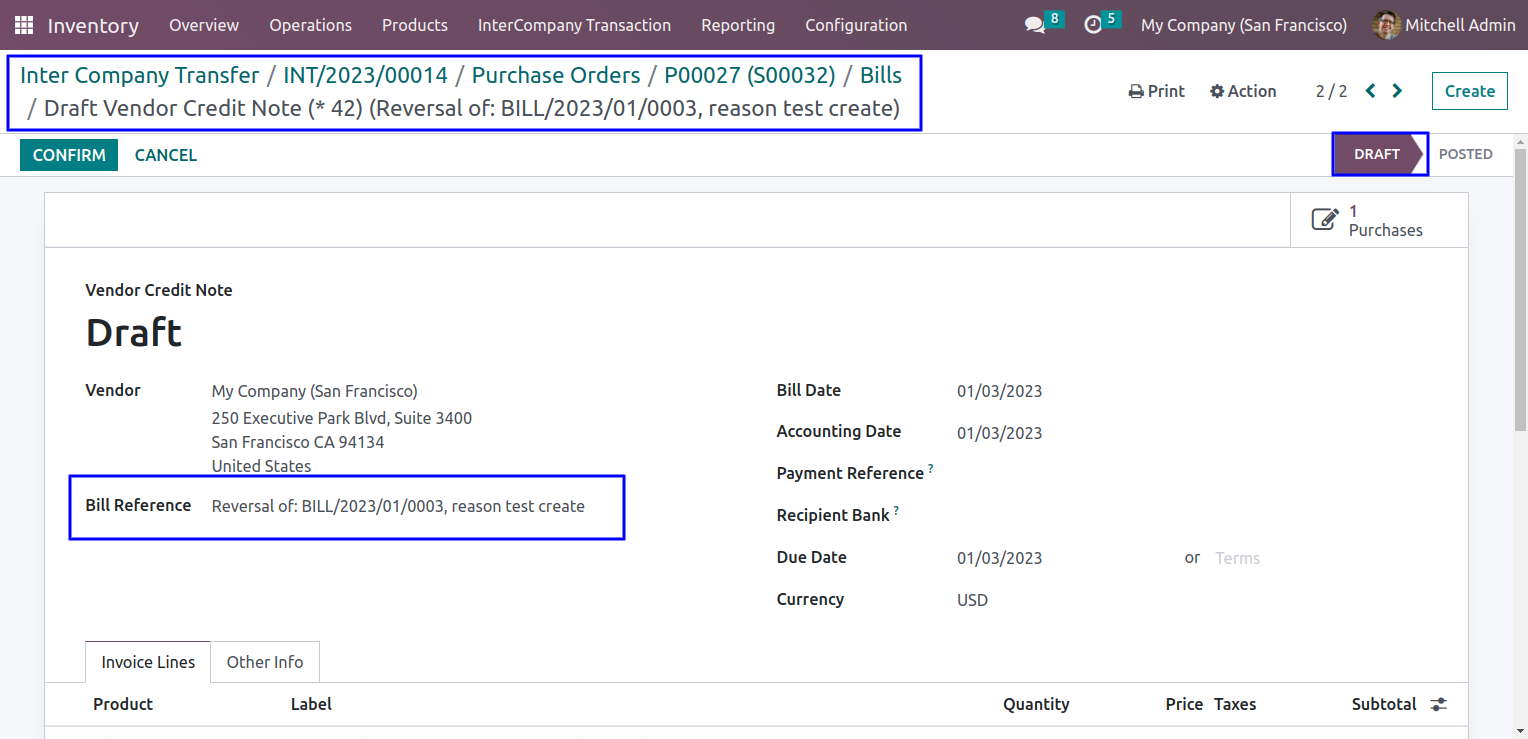 Inventory Overview Operations Products InterCompany Transaction Reporting Configuration 8 5 My Company (San Francisco) Mitchell Admin
Inter Company Transfer / INT/2023/00014 / Purchase Orders / P00027 (S00032) / Bills
/ Draft Vendor Credit Note (* 42) (Reversal of: BILL/2023/01/0003, reason test create)
Print Action 2 / 2 Create
CONFIRM CANCEL DRAFT POSTED
1
Purchases
Vendor Credit Note
Draft
Vendor My Company (San Francisco)
250 Executive Park Blvd, Suite 3400
San Francisco CA 94134
United States
Bill Reference Reversal of: BILL/2023/01/0003, reason test create
Bill Date 01/03/2023
Accounting Date 01/03/2023
Payment Reference ?
Recipient Bank ?
Due Date 01/03/2023 or Terms
Currency USD
Invoice Lines Other Info
Product Label Quantity Price Taxes Subtotal